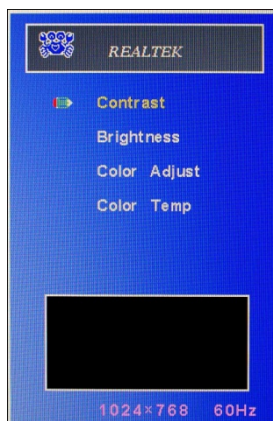 REALTEK
Contrast
Brightness
Color Adjust
Color Temp
1024×768 60Hz